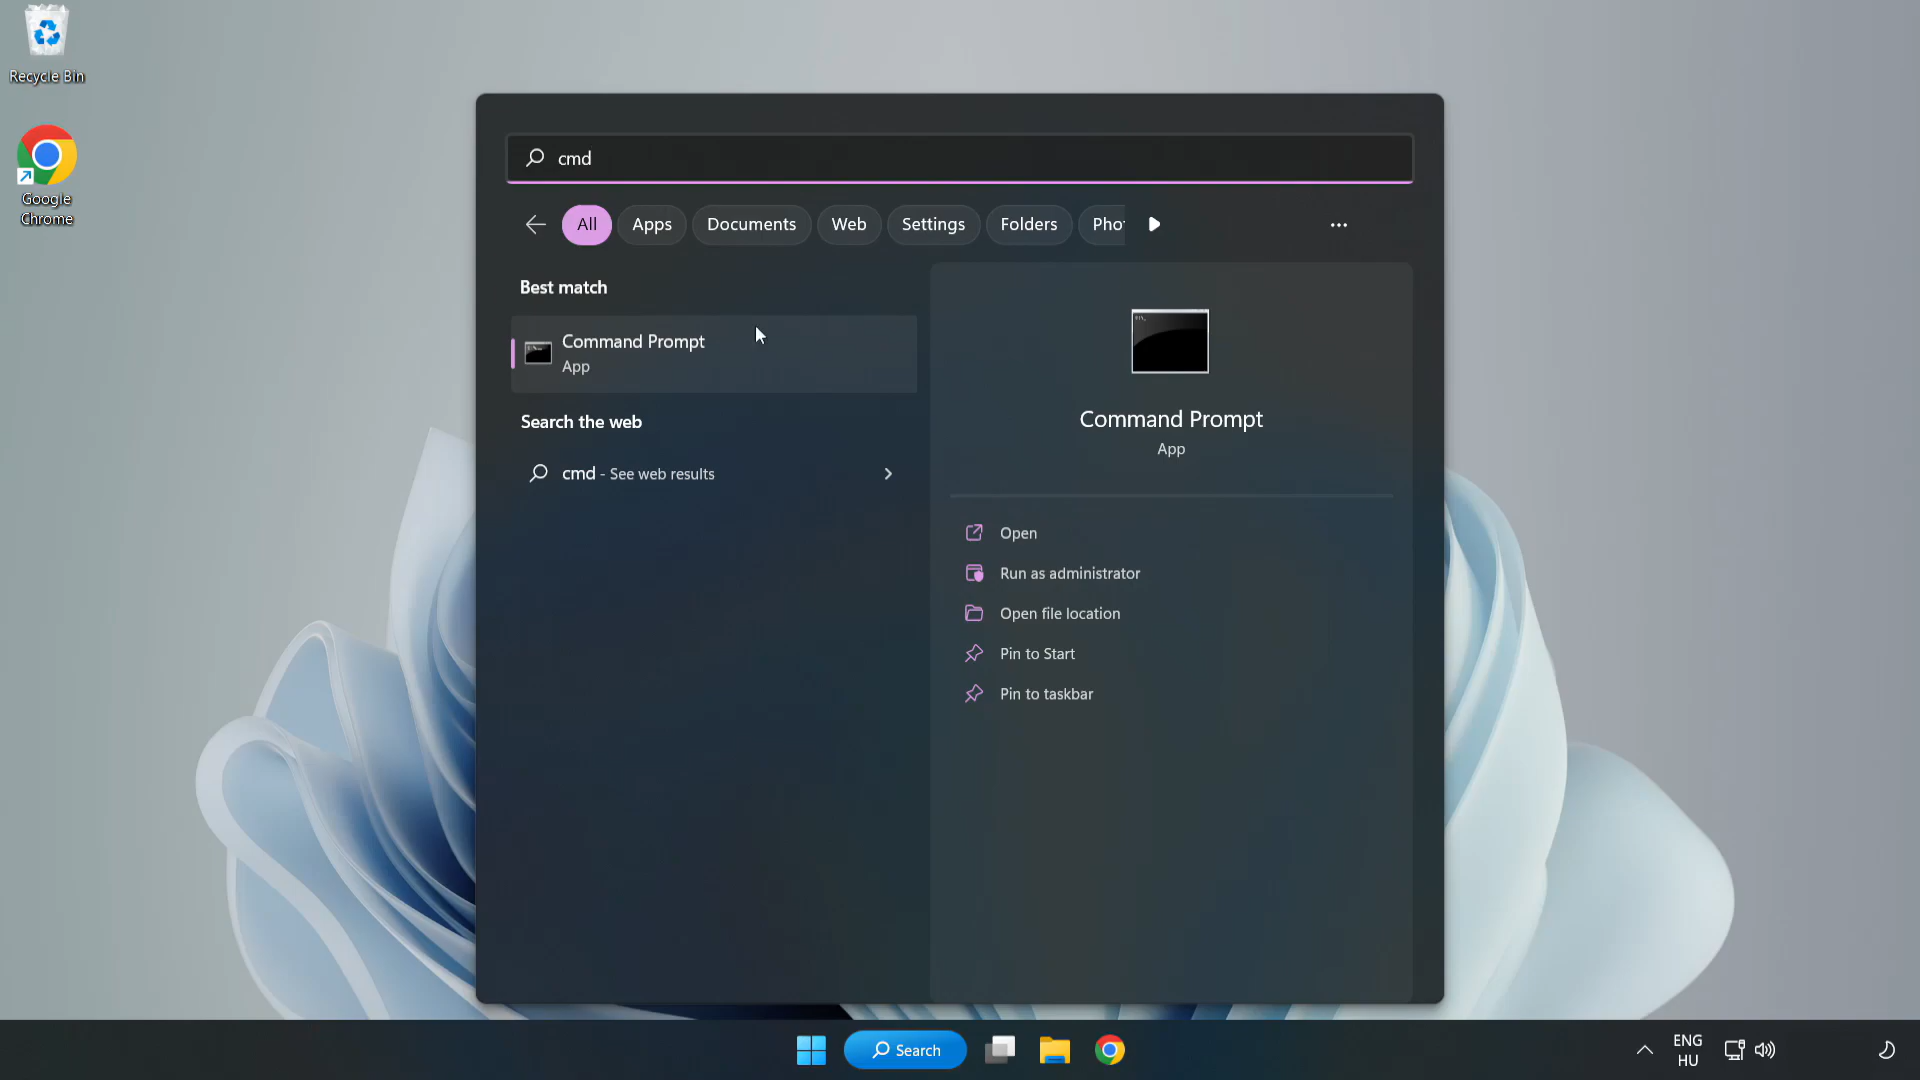 Recycle Bin
Google
Chrome
cmd
All
Apps
Documents
Web
Settings
Folders
Best match
Command Prompt
App
Search the web
cmd - See web results
Command Prompt
App
Open
Run as administrator
Open file location
Pin to Start
Pin to taskbar
Search
ENG
HU